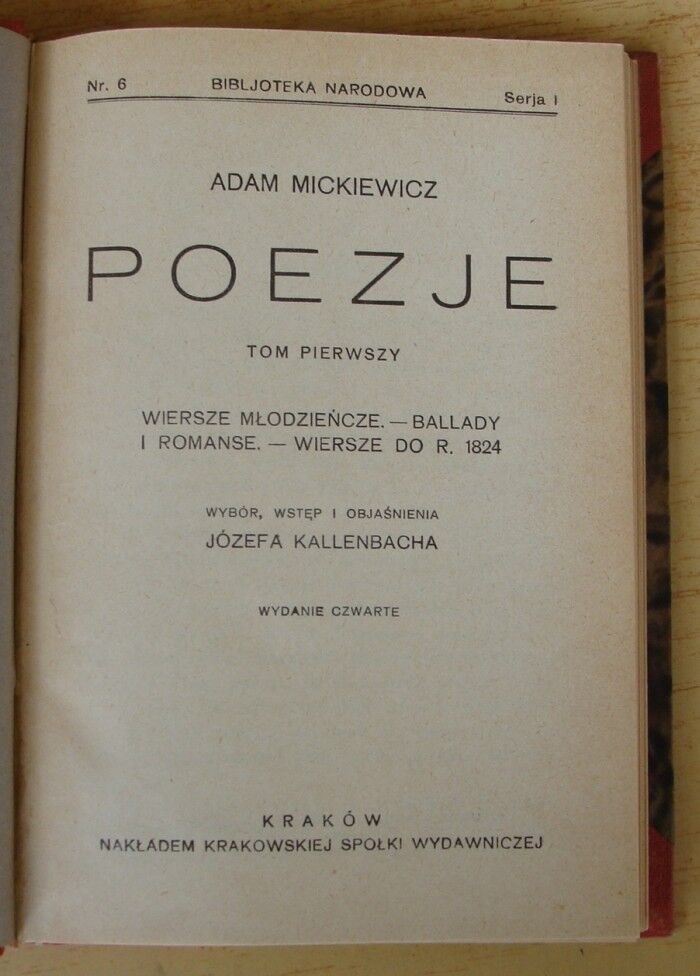 Nr. 6 BIBLJOTEKA NARODOWA Serja I
ADAM MICKIEWICZ
POEZJE
TOM PIERWSZY
WIERSZE MŁODZIEŃCZE. — BALLADY
I ROMANSE. — WIERSZE DO R. 1824
WYBÓR, WSTĘP I OBJAŚNIENIA
JÓZEFA KALLENBACHA
WYDANIE CZWARTE
KRAKÓW
NAKŁADEM KRAKOWSKIEJ SPÓŁKI WYDAWNICZEJ